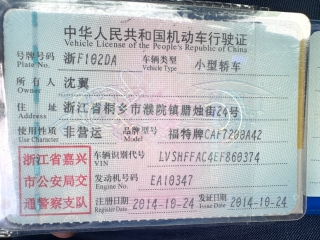 中华人民共和国机动车行驶证
Vehicle License of the People's Republic of China
号牌号码 浙F102DA 车辆类型 小型轿车
Plate No. Vehicle Type
所有人 沈翼
Owner
住址 浙江省桐乡市濮院镇腊烛街24号
Address
使用性质 非营运 品牌型号 福特牌CAF7200A42
Use Character Model
浙江省嘉兴
市公安局交
通警察支队
车辆识别代号 LVSHFFAC4EF860374
VIN
发动机号码 EA10347
Engine No.
注册日期 2014-10-24 发证日期 2014-10-24
Register Date Issue Date